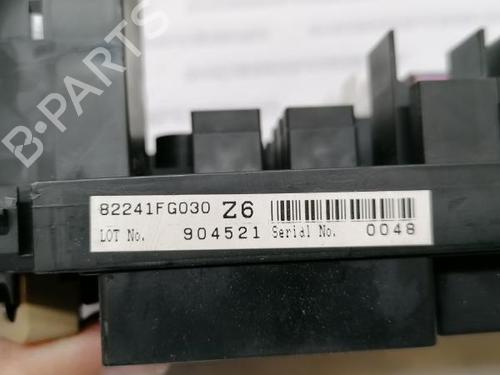 B-PARTS
82241FG030 Z6
LOT No. 904521 Serial No. 0048